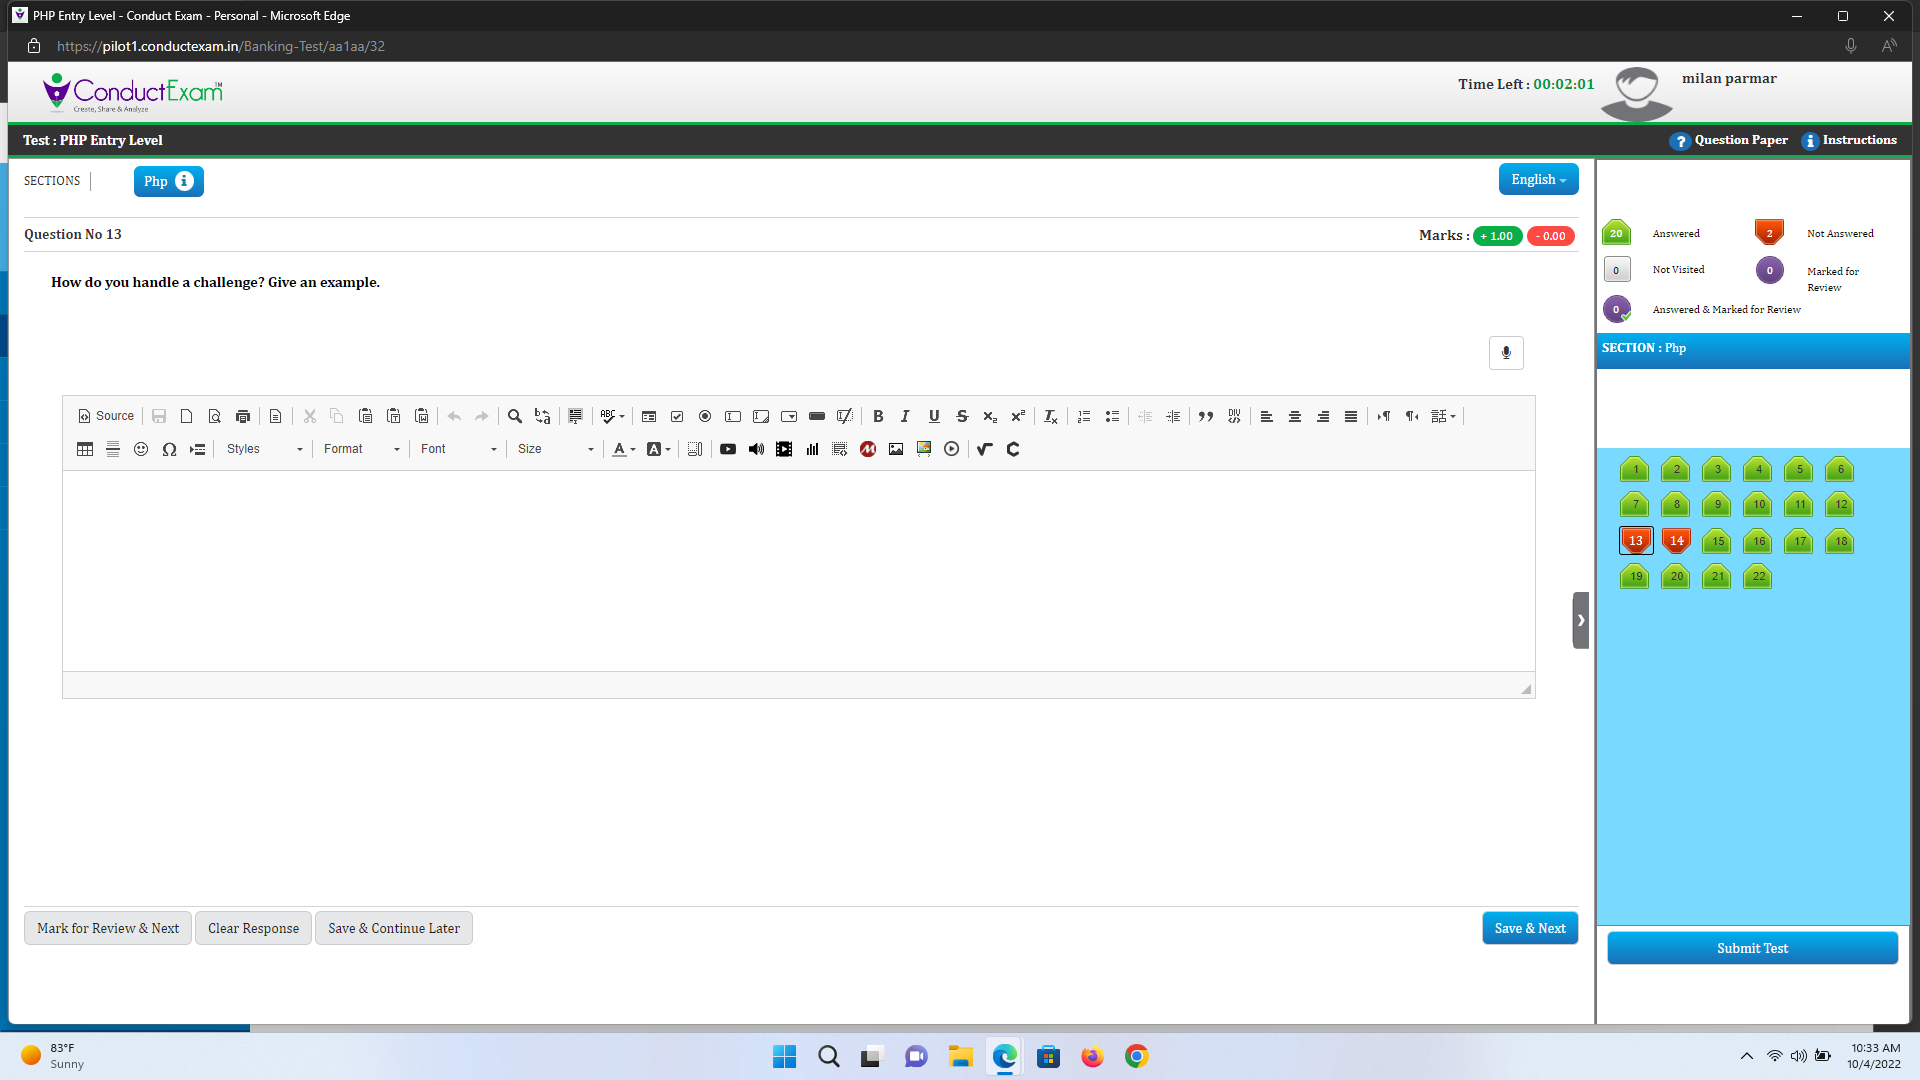 PHP Entry Level - Conduct Exam - Personal - Microsoft Edge
https://pilot1.conductexam.in/Banking-Test/aa1aa/32
ConductExam™
Create, Share & Analyze
Time Left : 00:02:01
milan parmar
Test : PHP Entry Level
? Question Paper
i Instructions
SECTIONS
Php i
English
Question No 13
Marks : + 1.00 - 0.00
How do you handle a challenge? Give an example.
Source
ABC
B I U S x₂ x² Tx
DIV
Styles Format Font Size
A A
20 Answered
2 Not Answered
0 Not Visited
0 Marked for
Review
0 Answered & Marked for Review
SECTION : Php
1 2 3 4 5 6
7 8 9 10 11 12
13 14 15 16 17 18
19 20 21 22
Mark for Review & Next
Clear Response
Save & Continue Later
Save & Next
Submit Test
83°F
Sunny
10:33 AM
10/4/2022